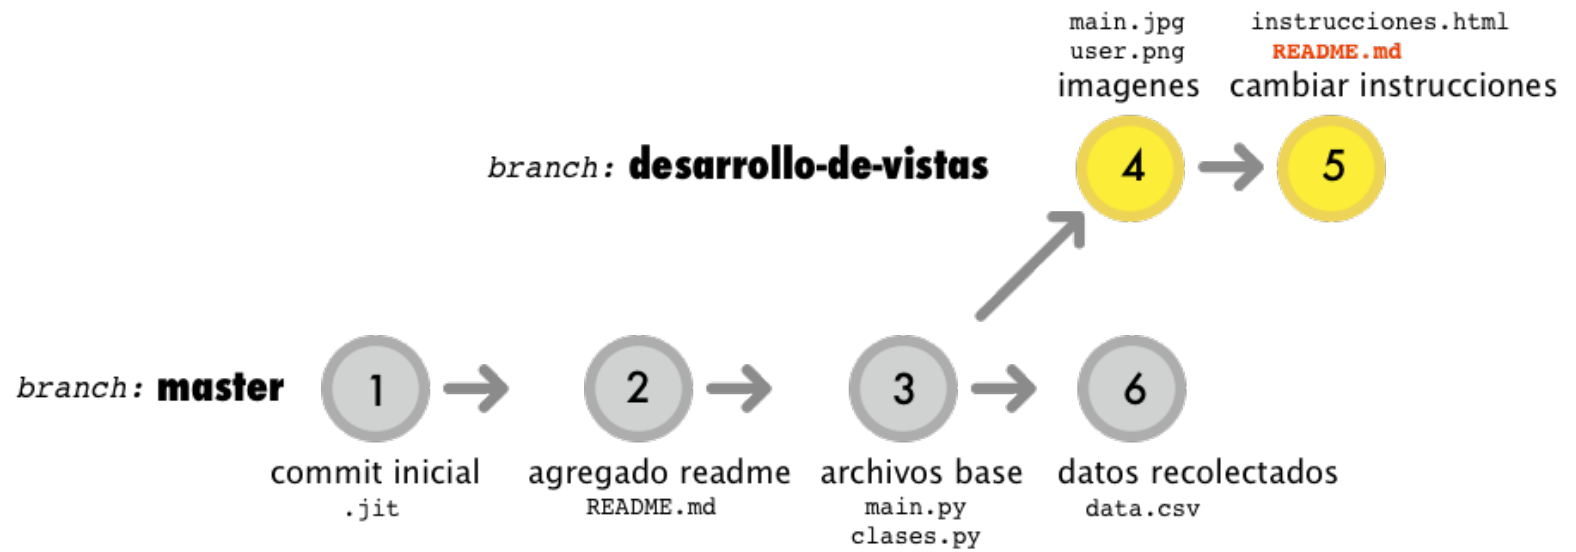 main.jpg
user.png
imagenes
instrucciones.html
README.md
cambiar instrucciones
branch: desarrollo-de-vistas
4
5
branch: master
1
2
3
6
commit inicial
.jit
agregado readme
README.md
archivos base
main.py
clases.py
datos recolectados
data.csv